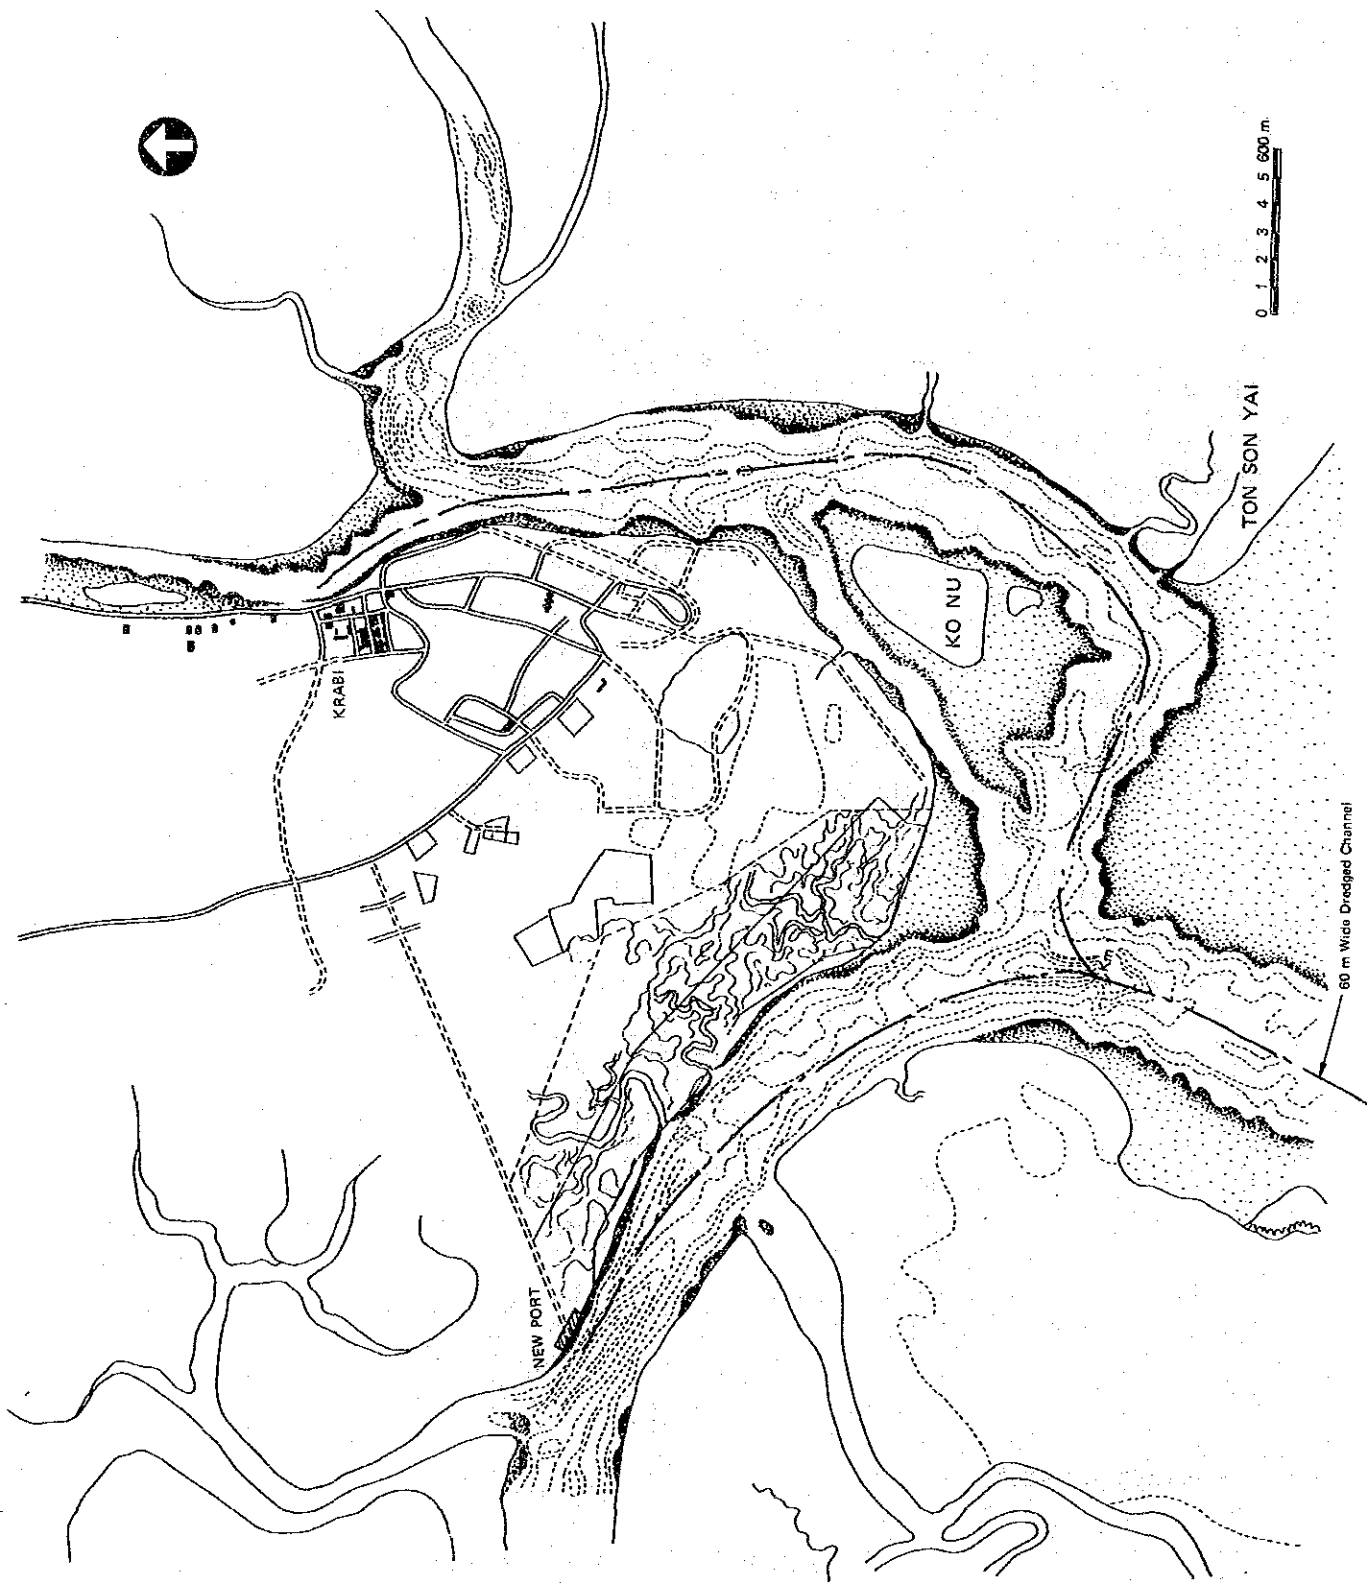 KRABI
NEW PORT
KO NU
TON SON YAI
0 1 2 3 4 5 600 m
60 m Wide Dredged Channel